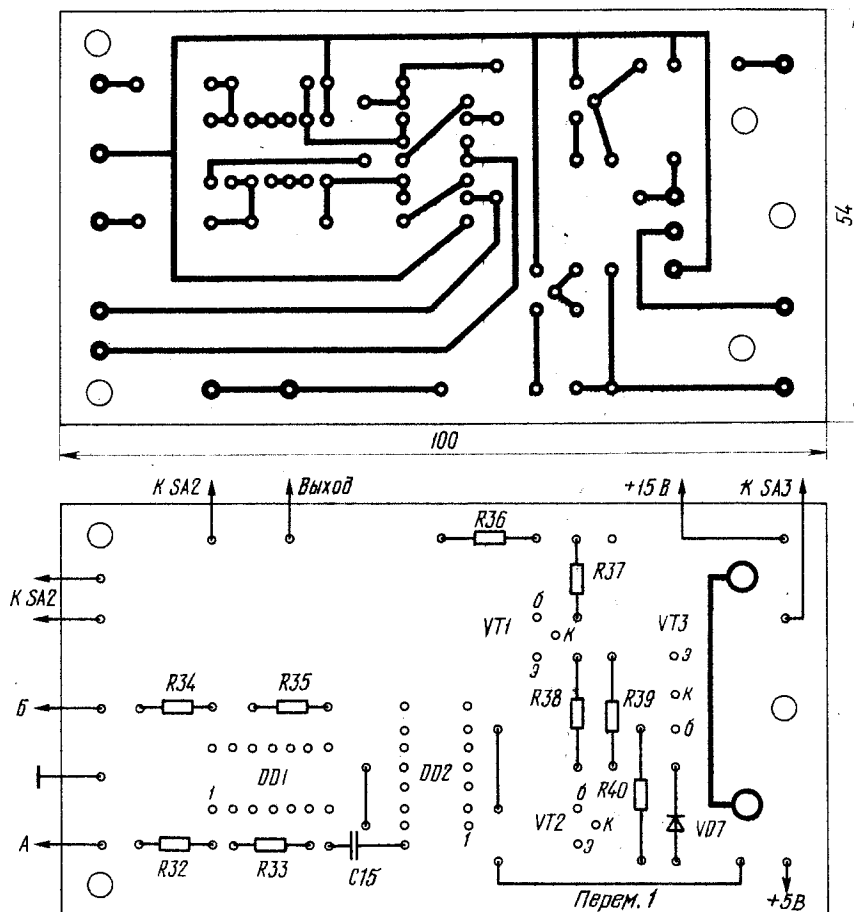 54
100
К SA2
Выход
+15 В
К SA3
R36
К SA2
R37
б
VT1
к
э
VT3
э
к
б
R34
R35
Б
R38
R39
DD1
DD2
1
R40
б
VT2
к
э
VD7
1
А
R32
R33
C15
Перем. 1
+5В